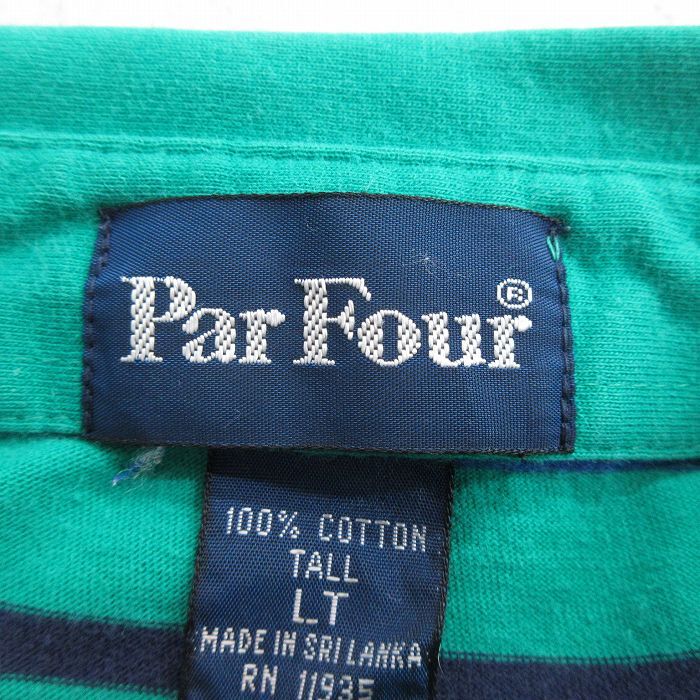 Par Four®
100% COTTON
TALL
LT
MADE IN SRI LANKA
RN 11935